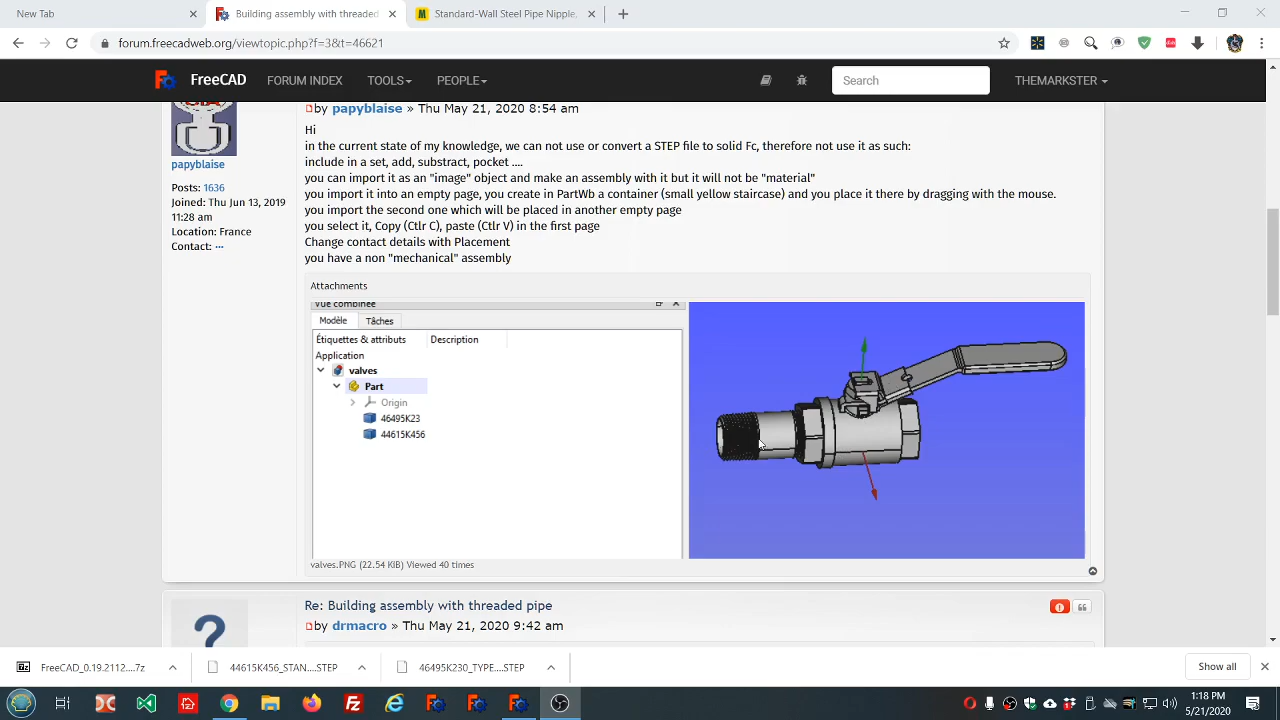 New Tab
Building assembly with threaded
Standard-Wall Steel Pipe Nipple,
forum.freecadweb.org/viewtopic.php?f=3&t=46621
FreeCAD
FORUM INDEX
TOOLS
PEOPLE
Search
THEMARKSTER
by papyblaise » Thu May 21, 2020 8:54 am
papyblaise
Posts: 1636
Joined: Thu Jun 13, 2019
11:28 am
Location: France
Contact:
Hi
in the current state of my knowledge, we can not use or convert a STEP file to solid Fc, therefore not use it as such:
include in a set, add, substract, pocket ....
you can import it as an "image" object and make an assembly with it but it will not be "material"
you import it into an empty page, you create in PartWb a container (small yellow staircase) and you place it there by dragging with the mouse.
you import the second one which will be placed in another empty page
you select it, Copy (Ctlr C), paste (Ctlr V) in the first page
Change contact details with Placement
you have a non "mechanical" assembly
Attachments
Vue combinée
Modèle
Tâches
Étiquettes & attributs
Description
Application
valves
Part
Origin
46495K23
44615K456
valves.PNG (22.54 KiB) Viewed 40 times
Re: Building assembly with threaded pipe
by drmacro » Thu May 21, 2020 9:42 am
?
FreeCAD_0.19.2112....7z
44615K456_STAN....STEP
46495K230_TYPE....STEP
Show all
1:18 PM
5/21/2020